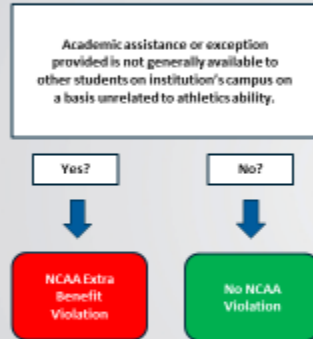 Academic assistance or exception
provided is not generally available to
other students on institution's campus on
a basis unrelated to athletics ability.
Yes?
No?
NCAA Extra
Benefit
Violation
No NCAA
Violation